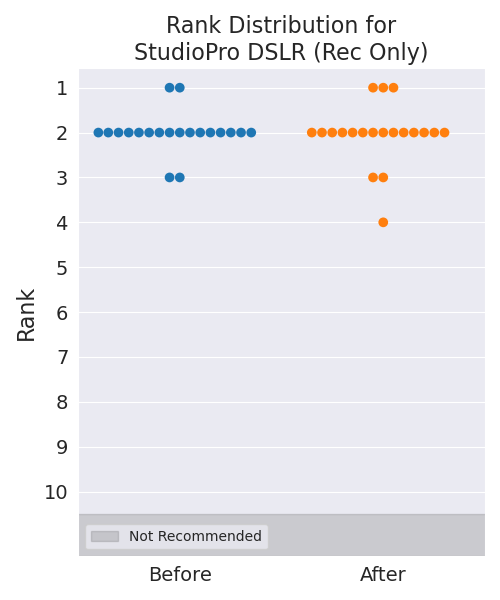 Rank Distribution for
StudioPro DSLR (Rec Only)
Rank
1
2
3
4
5
6
7
8
9
10
Not Recommended
Before
After